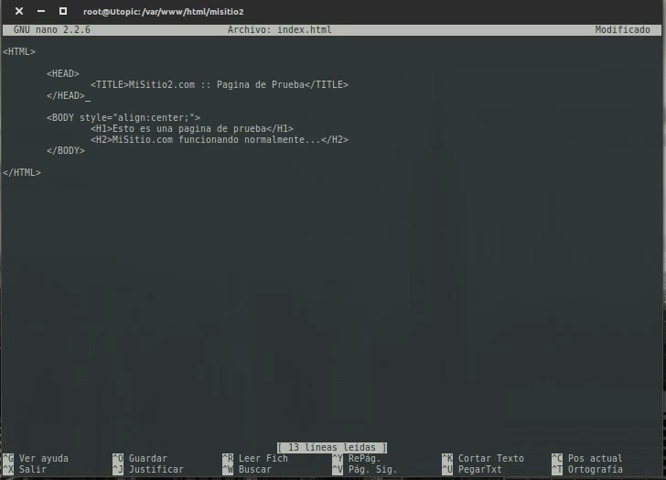 root@Utopic: /var/www/html/misitio2
GNU nano 2.2.6 Archivo: index.html Modificado
<HTML>
<HEAD>
<TITLE>MiSitio2.com :: Pagina de Prueba</TITLE>
</HEAD>_
<BODY style="align:center;">
<H1>Esto es una pagina de prueba</H1>
<H2>MiSitio.com funcionando normalmente...</H2>
</BODY>
</HTML>
[ 13 líneas leídas ]
^G Ver ayuda ^O Guardar ^R Leer Fich ^Y RePág. ^K Cortar Texto ^C Pos actual
^X Salir ^J Justificar ^W Buscar ^V Pág. Sig. ^U PegarTxt ^T Ortografía